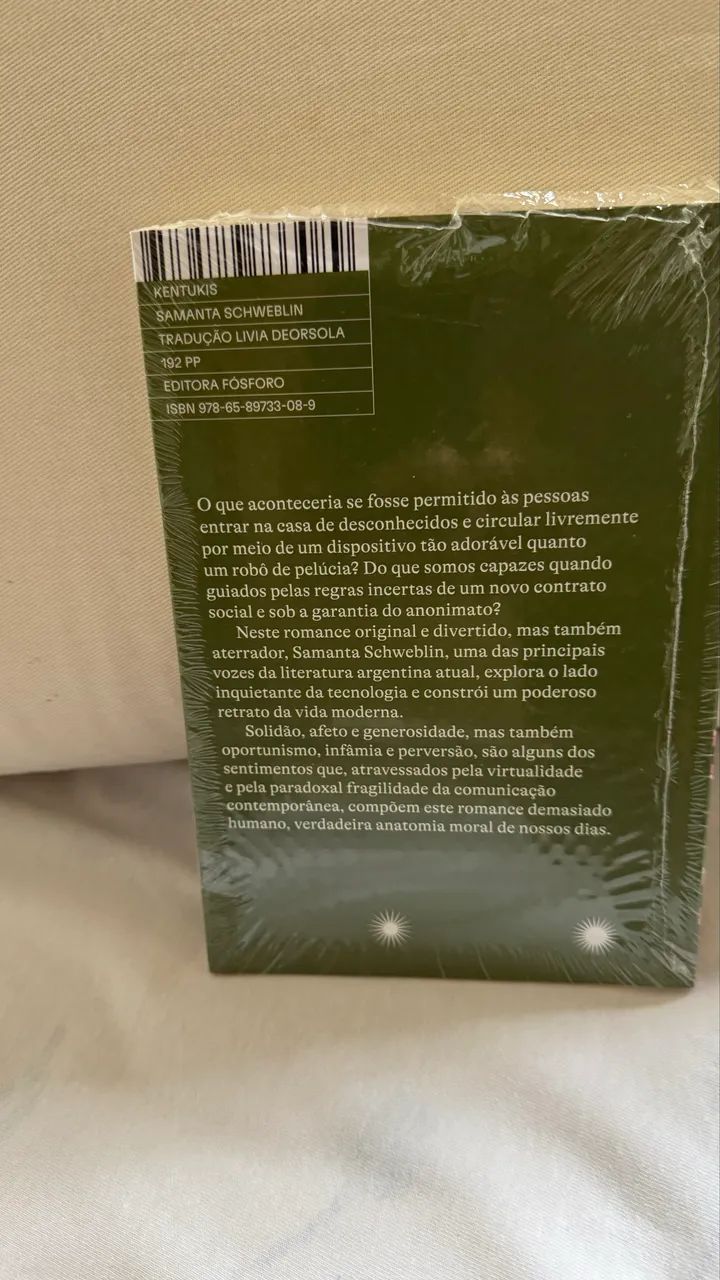 KENTUKIS
SAMANTA SCHWEBLIN
TRADUÇÃO LIVIA DEORSOLA
192 PP
EDITORA FÓSFORO
ISBN 978-65-89733-08-9
O que aconteceria se fosse permitido às pessoas
entrar na casa de desconhecidos e circular livremente
por meio de um dispositivo tão adorável quanto
um robô de pelúcia? Do que somos capazes quando
guiados pelas regras incertas de um novo contrato
social e sob a garantia do anonimato?
Neste romance original e divertido, mas também
aterrador, Samanta Schweblin, uma das principais
vozes da literatura argentina atual, explora o lado
inquietante da tecnologia e constrói um poderoso
retrato da vida moderna.
Solidão, afeto e generosidade, mas também
oportunismo, infâmia e perversão, são alguns dos
sentimentos que, atravessados pela virtualidade
e pela paradoxal fragilidade da comunicação
contemporânea, compõem este romance demasiado
humano, verdadeira anatomia moral de nossos dias.